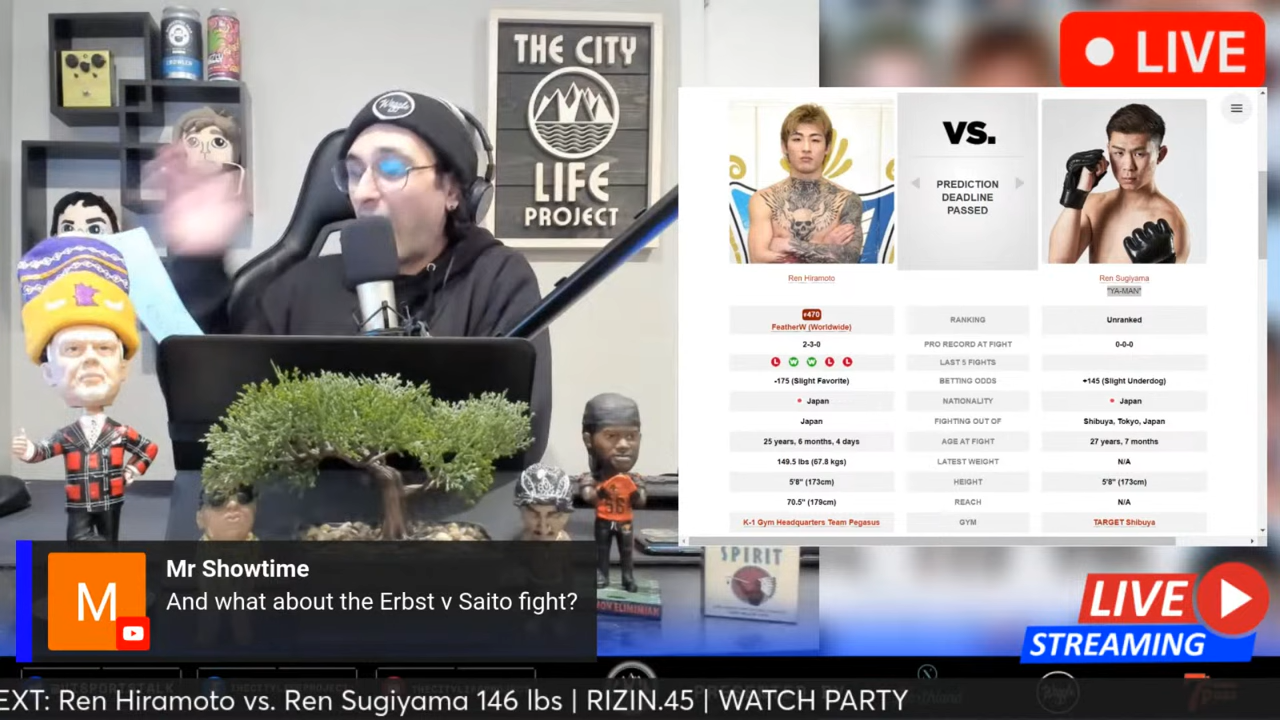 THE CITY
LIFE
PROJECT
LIVE
VS.
PREDICTION
DEADLINE
PASSED
Ren Hiramoto
Ren Sugiyama
"YA-MAN"
#470
FeatherW (Worldwide)
RANKING
Unranked
2-3-0
PRO RECORD AT FIGHT
0-0-0
L W W L L
LAST 5 FIGHTS
-175 (Slight Favorite)
BETTING ODDS
+145 (Slight Underdog)
Japan
NATIONALITY
Japan
Japan
FIGHTING OUT OF
Shibuya, Tokyo, Japan
25 years, 6 months, 4 days
AGE AT FIGHT
27 years, 7 months
149.5 lbs (67.8 kgs)
LATEST WEIGHT
N/A
5'8" (173cm)
HEIGHT
5'8" (173cm)
70.5" (179cm)
REACH
N/A
K-1 Gym Headquarters Team Pegasus
GYM
TARGET Shibuya
SPIRIT
M
Mr Showtime
And what about the Erbst v Saito fight?
LIVE
STREAMING
EXT: Ren Hiramoto vs. Ren Sugiyama 146 lbs | RIZIN.45 | WATCH PARTY